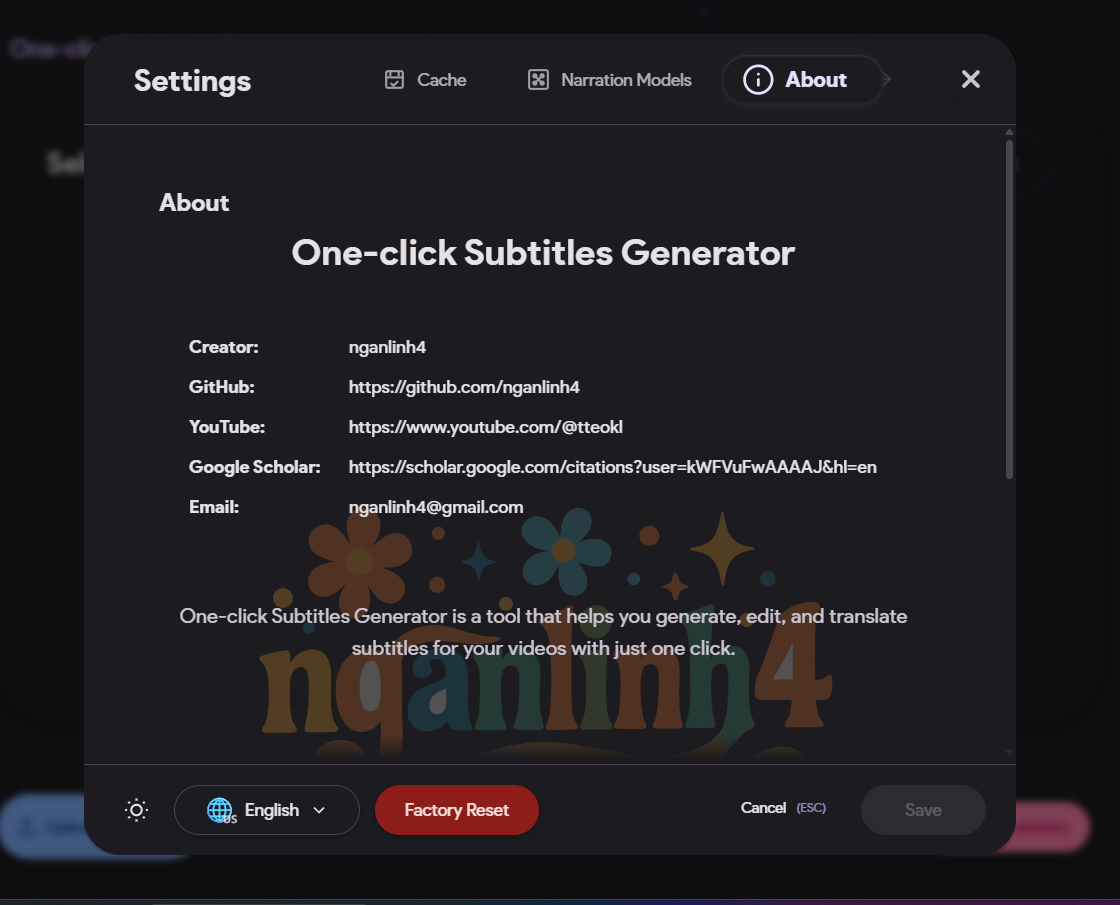 Settings
Cache
Narration Models
About
About
One-click Subtitles Generator
Creator: nganlinh4
GitHub: https://github.com/nganlinh4
YouTube: https://www.youtube.com/@tteokl
Google Scholar: https://scholar.google.com/citations?user=kWFVuFwAAAAJ&hl=en
Email: nganlinh4@gmail.com
One-click Subtitles Generator is a tool that helps you generate, edit, and translate
subtitles for your videos with just one click.
nganlinh4
US English
Factory Reset
Cancel (ESC)
Save